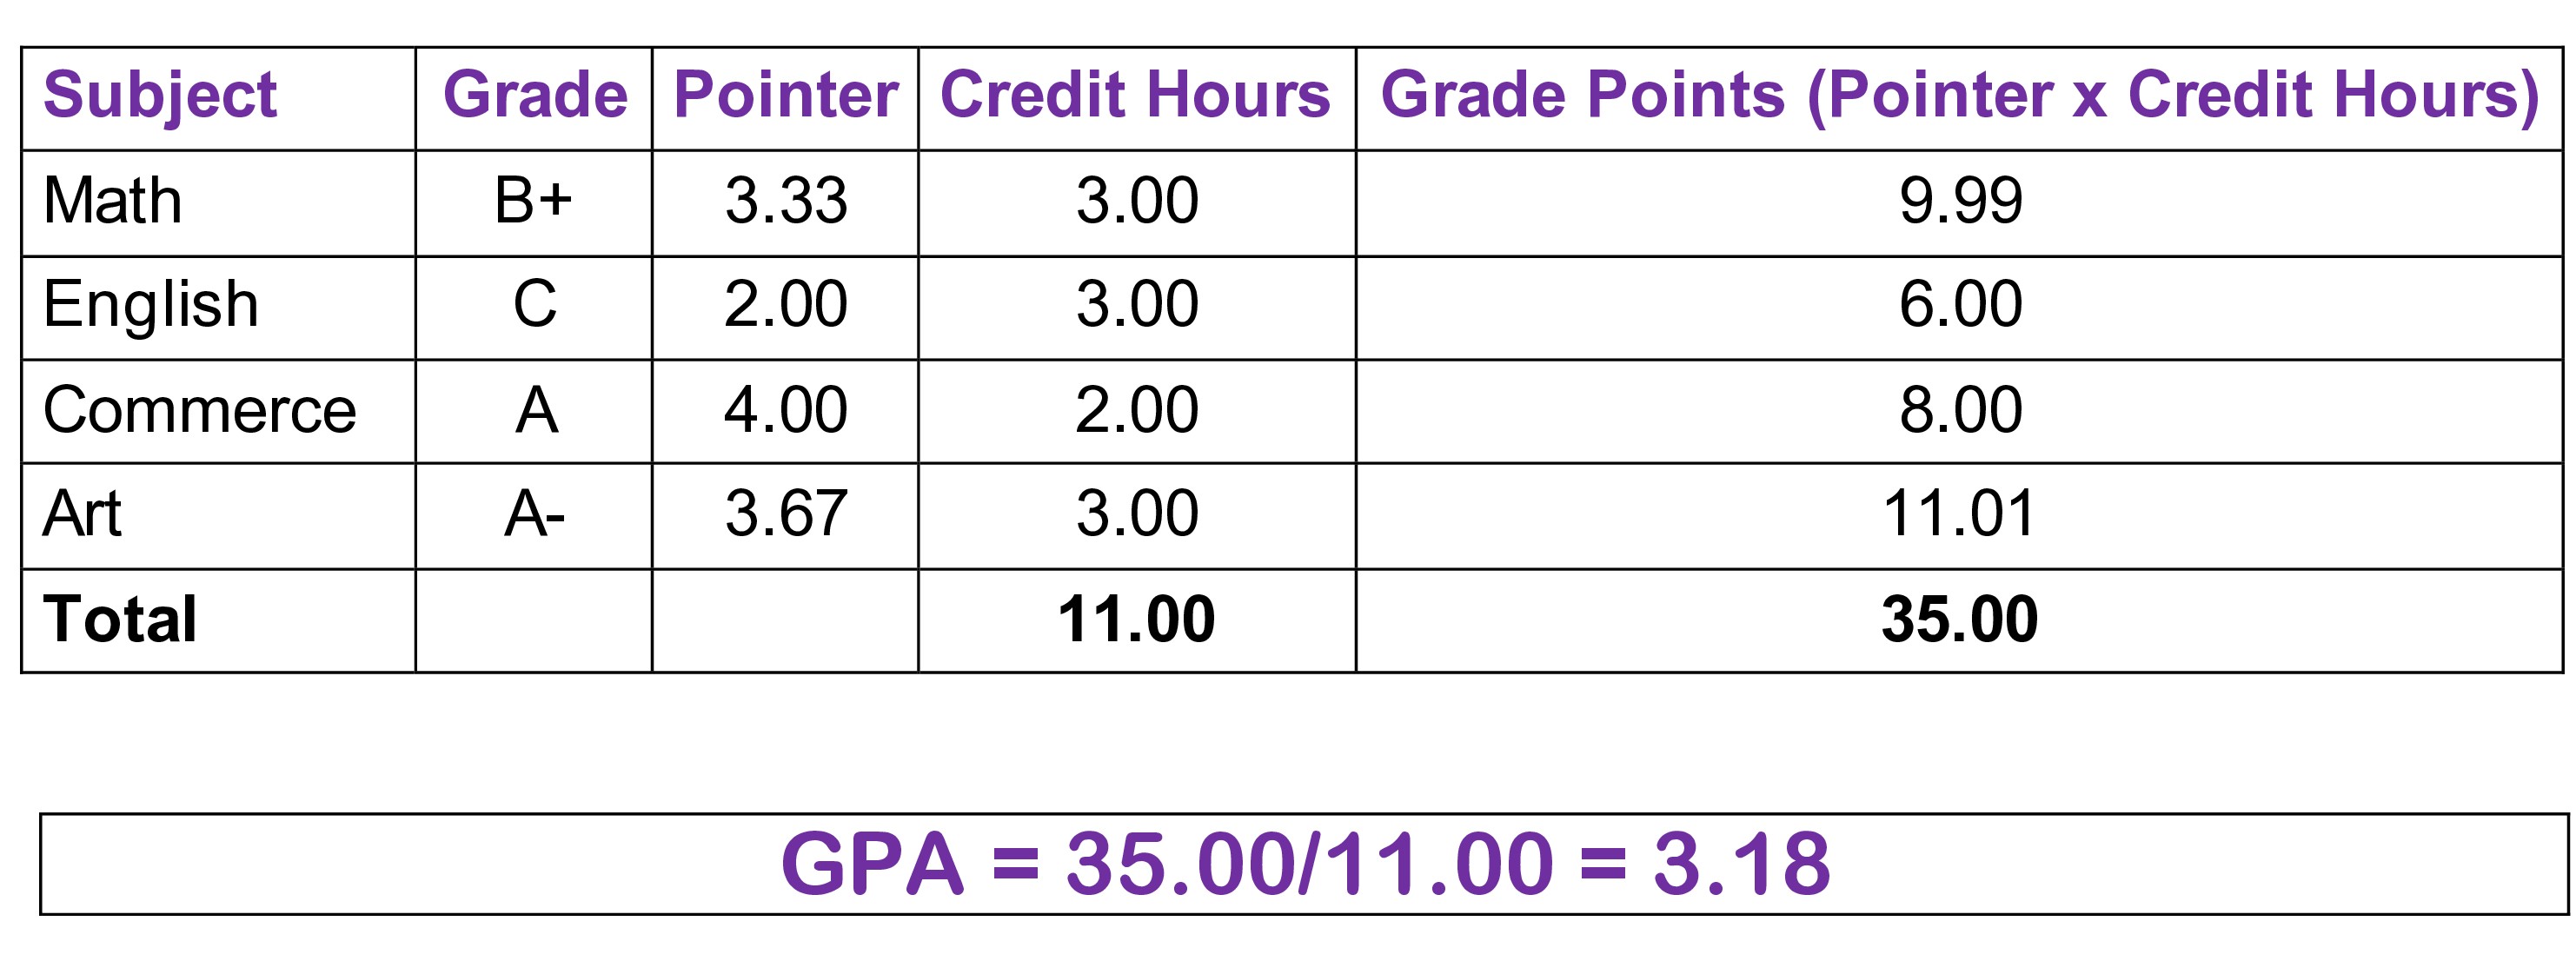 Subject Grade Pointer Credit Hours Grade Points (Pointer x Credit Hours)
Math B+ 3.33 3.00 9.99
English C 2.00 3.00 6.00
Commerce A 4.00 2.00 8.00
Art A- 3.67 3.00 11.01
Total 11.00 35.00
GPA = 35.00/11.00 = 3.18